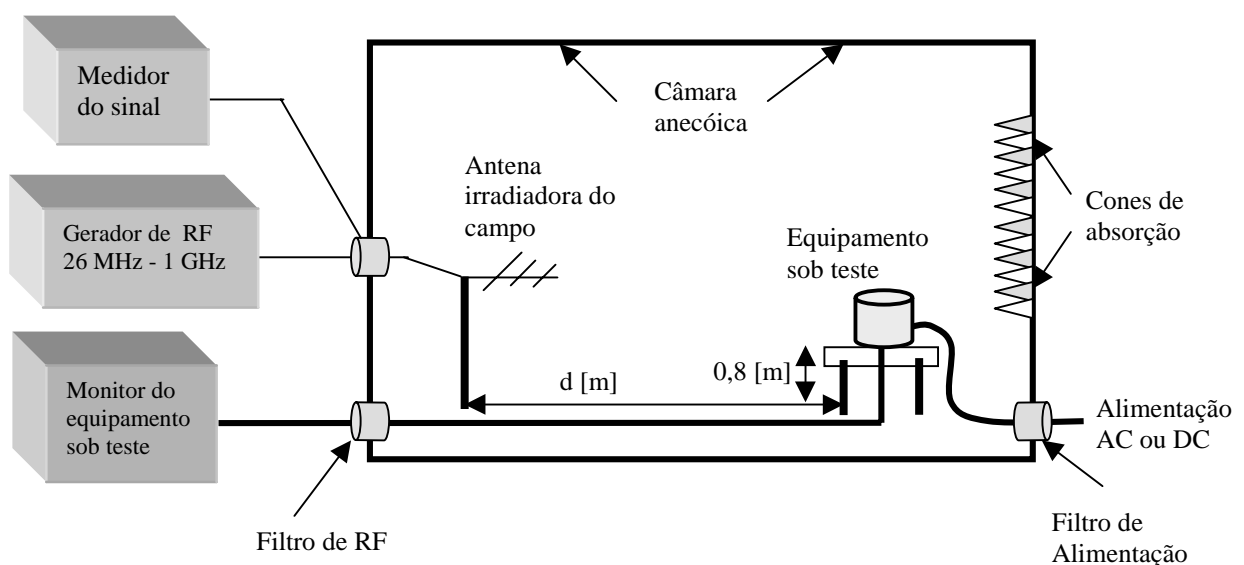 Medidor
do sinal
Gerador de RF
26 MHz - 1 GHz
Monitor do
equipamento
sob teste
Filtro de RF
Antena
irradiadora do
campo
Câmara
anecóica
Equipamento
sob teste
d [m]
0,8 [m]
Cones de
absorção
Alimentação
AC ou DC
Filtro de
Alimentação